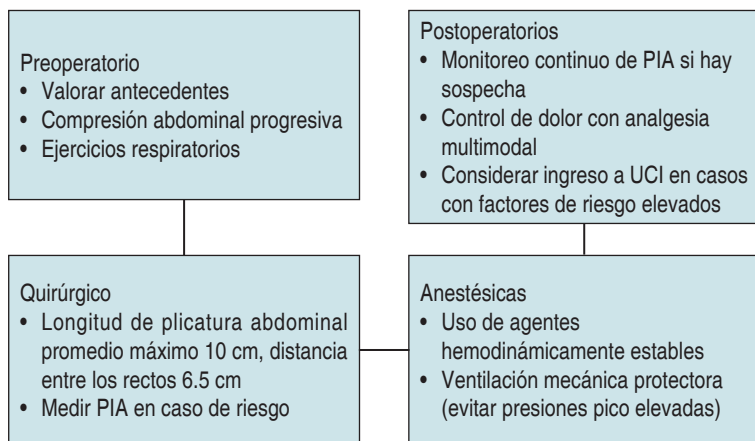 Preoperatorio
• Valorar antecedentes
• Compresión abdominal progresiva
• Ejercicios respiratorios
Quirúrgico
• Longitud de plicatura abdominal
promedio máximo 10 cm, distancia
entre los rectos 6.5 cm
• Medir PIA en caso de riesgo
Anestésicas
• Uso de agentes
hemodinámicamente estables
• Ventilación mecánica protectora
(evitar presiones pico elevadas)
Postoperatorios
• Monitoreo continuo de PIA si hay
sospecha
• Control de dolor con analgesia
multimodal
• Considerar ingreso a UCI en casos
con factores de riesgo elevados